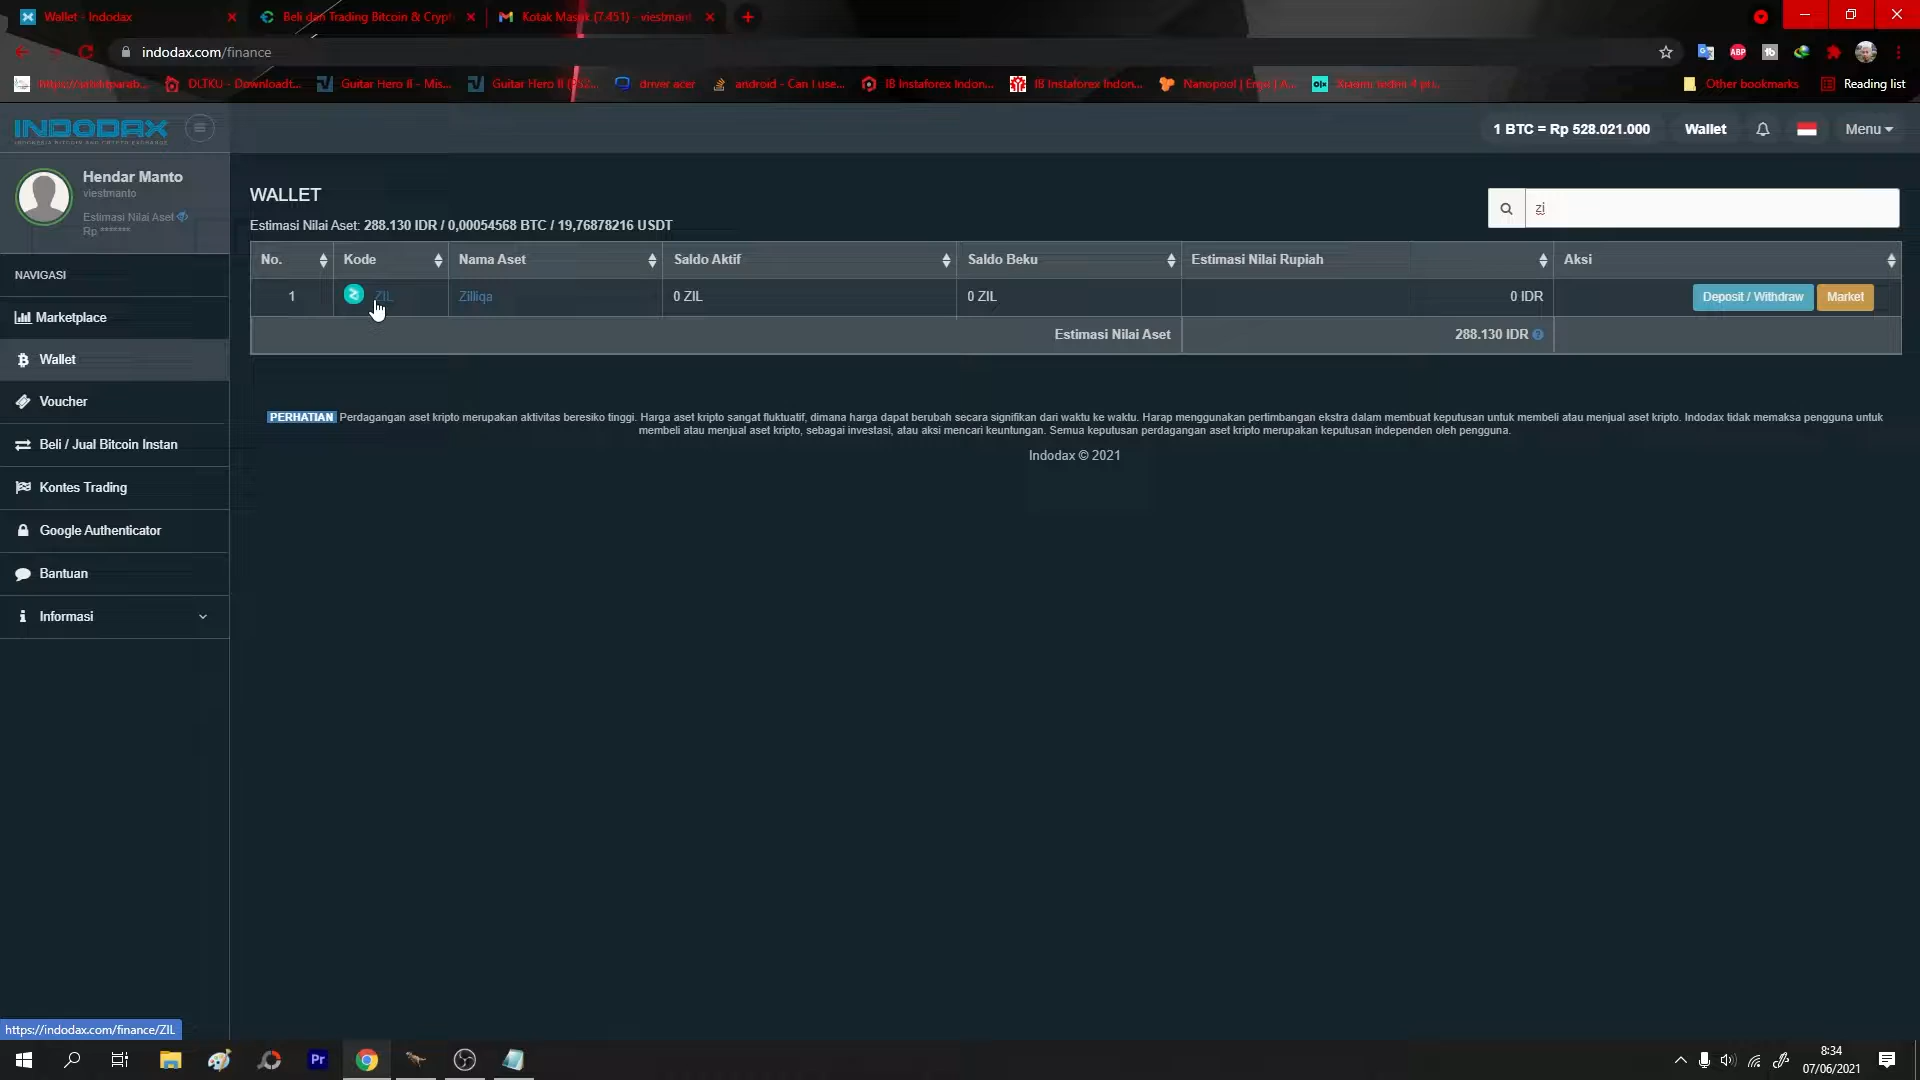 Wallet - Indodax
Beli dan Trading Bitcoin & Crypt
Kotak Masuk (7.451) - viestmant
indodax.com/finance
DLTKU - Downloadt...
Guitar Hero II - Mis...
Guitar Hero II (PS2...
driver acer
android - Can I use...
IB Instaforex Indon...
IB Instaforex Indon...
Other bookmarks
Reading list
INDODAX
INDONESIA BITCOIN AND CRYPTO EXCHANGE
1 BTC = Rp 528.021.000
Wallet
Menu
Hendar Manto
viestmanto
Estimasi Nilai Aset
Rp *******
NAVIGASI
Marketplace
Wallet
Voucher
Beli / Jual Bitcoin Instan
Kontes Trading
Google Authenticator
Bantuan
Informasi
WALLET
zi
Estimasi Nilai Aset: 288.130 IDR / 0,00054568 BTC / 19,76878216 USDT
No. Kode Nama Aset Saldo Aktif Saldo Beku Estimasi Nilai Rupiah Aksi
1 ZIL Zilliqa 0 ZIL 0 ZIL 0 IDR Deposit / Withdraw Market
Estimasi Nilai Aset 288.130 IDR
PERHATIAN Perdagangan aset kripto merupakan aktivitas beresiko tinggi. Harga aset kripto sangat fluktuatif, dimana harga dapat berubah secara signifikan dari waktu ke waktu. Harap menggunakan pertimbangan ekstra dalam membuat keputusan untuk membeli atau menjual aset kripto. Indodax tidak memaksa pengguna untuk
membeli atau menjual aset kripto, sebagai investasi, atau aksi mencari keuntungan. Semua keputusan perdagangan aset kripto merupakan keputusan independen oleh pengguna.
Indodax © 2021
https://indodax.com/finance/ZIL
8:34
07/06/2021